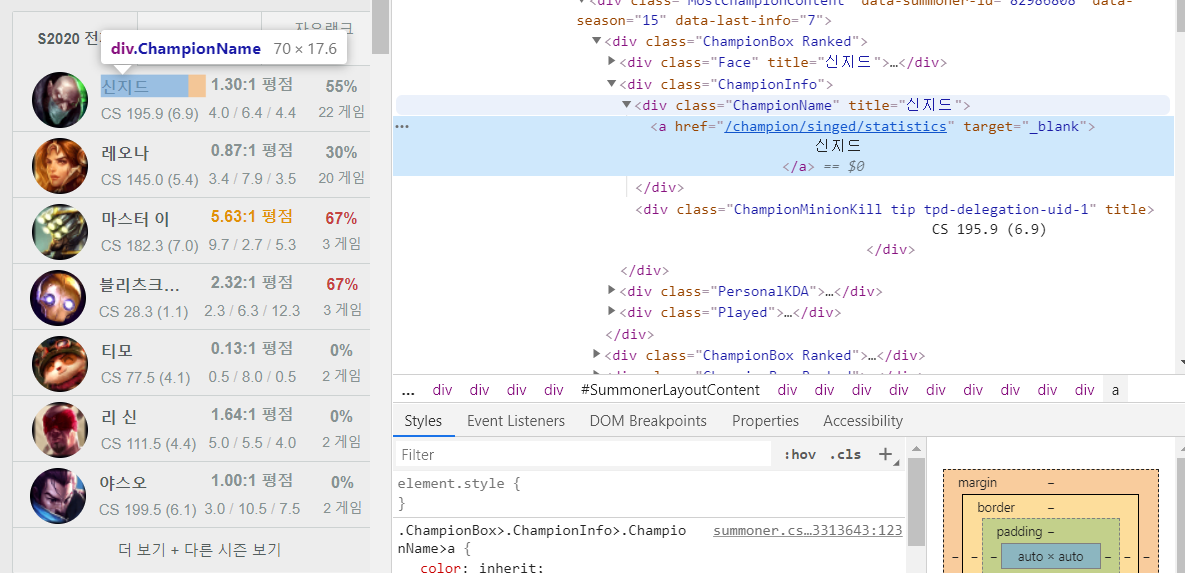 자유랭크
S2020 전
div.ChampionName 70 × 17.6
신지드 1.30:1 평점 55%
CS 195.9 (6.9) 4.0 / 6.4 / 4.4 22 게임
레오나 0.87:1 평점 30%
CS 145.0 (5.4) 3.4 / 7.9 / 3.5 20 게임
마스터 이 5.63:1 평점 67%
CS 182.3 (7.0) 9.7 / 2.7 / 5.3 3 게임
블리츠크... 2.32:1 평점 67%
CS 28.3 (1.1) 2.3 / 6.3 / 12.3 3 게임
티모 0.13:1 평점 0%
CS 77.5 (4.1) 0.5 / 8.0 / 0.5 2 게임
리 신 1.64:1 평점 0%
CS 111.5 (4.4) 5.0 / 5.5 / 4.0 2 게임
야스오 1.00:1 평점 0%
CS 199.5 (6.1) 3.0 / 10.5 / 7.5 2 게임
더 보기 + 다른 시즌 보기
<div class="MostChampionContent" data-summoner-id="82986808" data-
season="15" data-last-info="7">
<div class="ChampionBox Ranked">
<div class="Face" title="신지드">…</div>
<div class="ChampionInfo">
<div class="ChampionName" title="신지드">
<a href="/champion/singed/statistics" target="_blank">
신지드
</a> == $0
</div>
<div class="ChampionMinionKill tip tpd-delegation-uid-1" title>
CS 195.9 (6.9)
</div>
</div>
<div class="PersonalKDA">…</div>
<div class="Played">…</div>
</div>
<div class="ChampionBox Ranked">…</div>
<div class="ChampionBox Ranked">…</div>
... div div div div #SummonerLayoutContent div div div div div div div div div a
Styles Event Listeners DOM Breakpoints Properties Accessibility
Filter :hov .cls +
element.style {
}
.ChampionBox>.ChampionInfo>.Champio summoner.cs…3313643:123
nName>a {
color: inherit;
margin –
border –
padding –
– – – auto × auto – – –